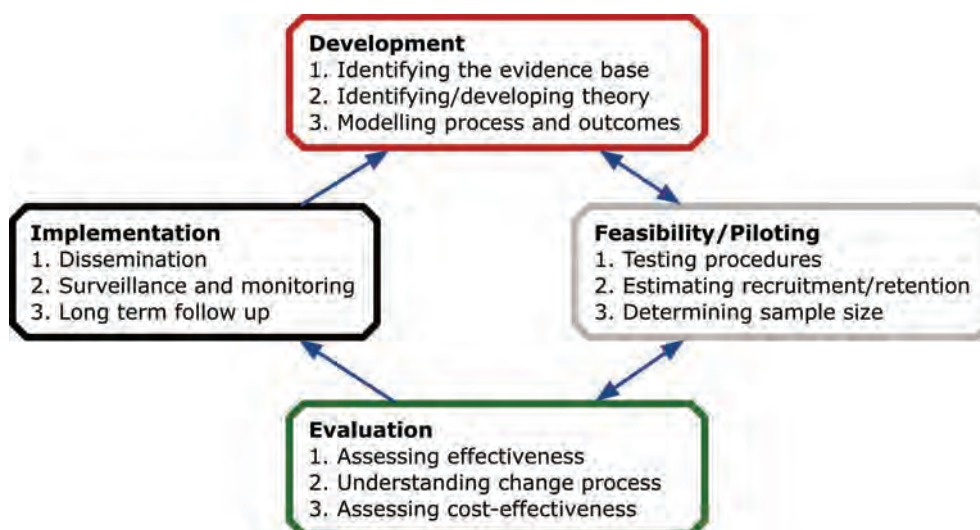 Development
1. Identifying the evidence base
2. Identifying/developing theory
3. Modelling process and outcomes
Implementation
1. Dissemination
2. Surveillance and monitoring
3. Long term follow up
Feasibility/Piloting
1. Testing procedures
2. Estimating recruitment/retention
3. Determining sample size
Evaluation
1. Assessing effectiveness
2. Understanding change process
3. Assessing cost-effectiveness